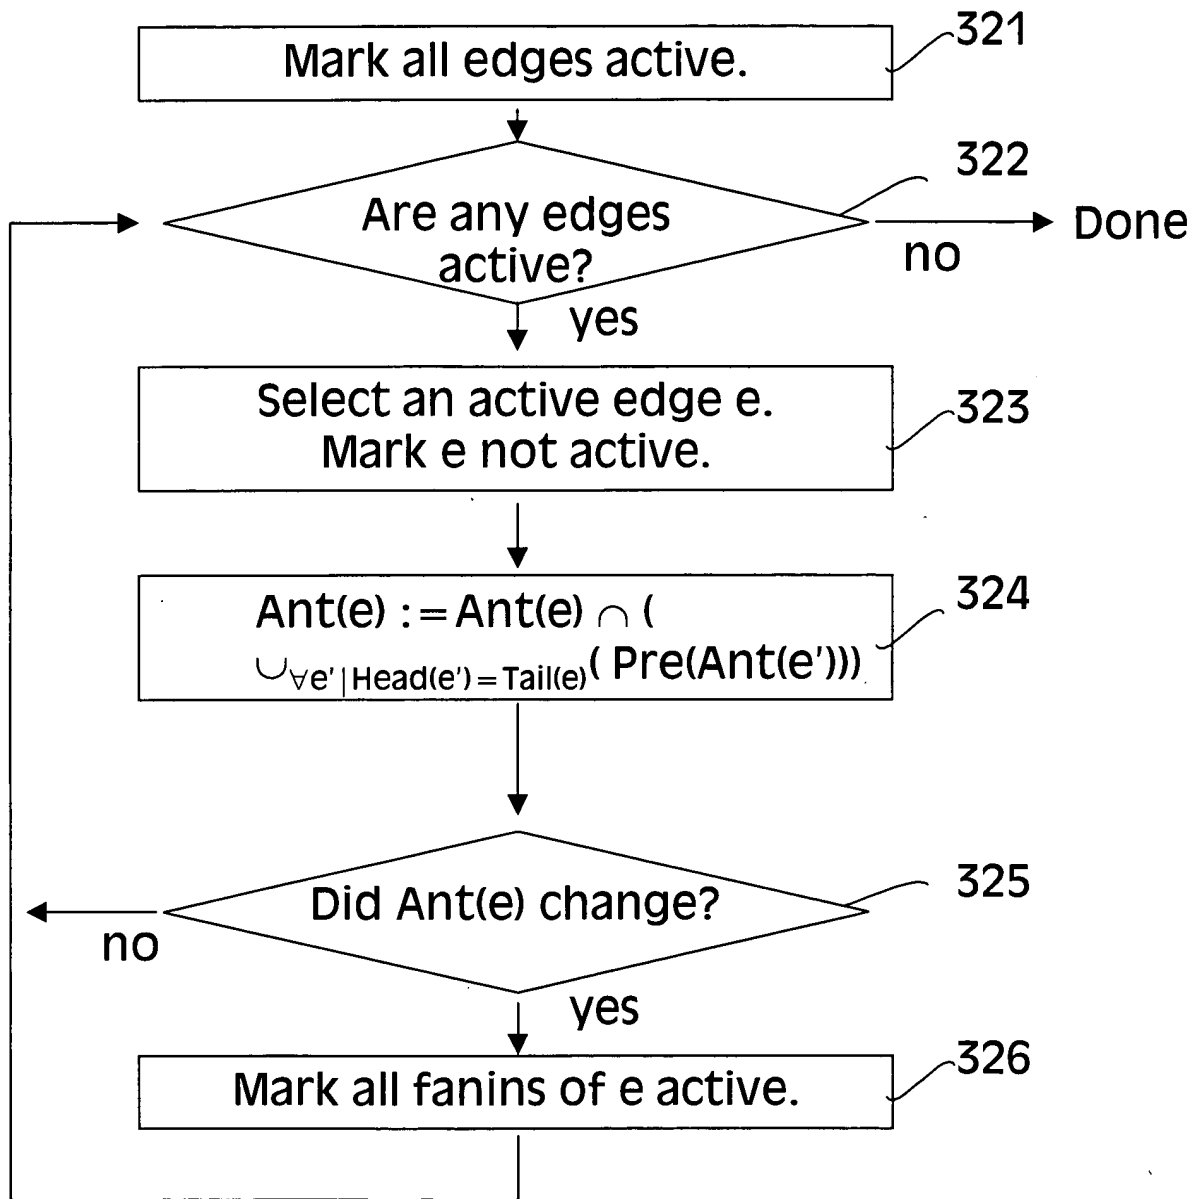 Mark all edges active.
321
322
Are any edges
active?
no
Done
yes
Select an active edge e.
Mark e not active.
323
324
Ant(e) := Ant(e) ∩ (
∪∀e' | Head(e') = Tail(e) ( Pre(Ant(e')))
Did Ant(e) change?
325
no
yes
326
Mark all fanins of e active.